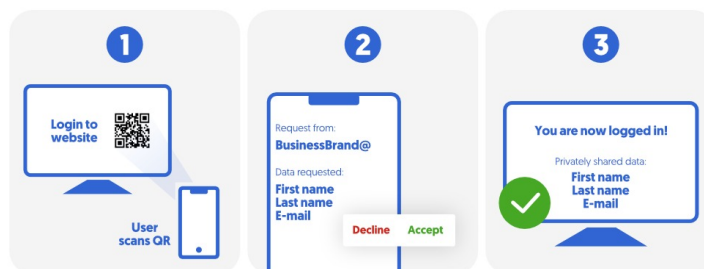 1
Login to
website
User
scans QR
2
Request from:
BusinessBrand@
Data requested:
First name
Last name
E-mail
Decline Accept
3
You are now logged in!
Privately shared data:
First name
Last name
E-mail